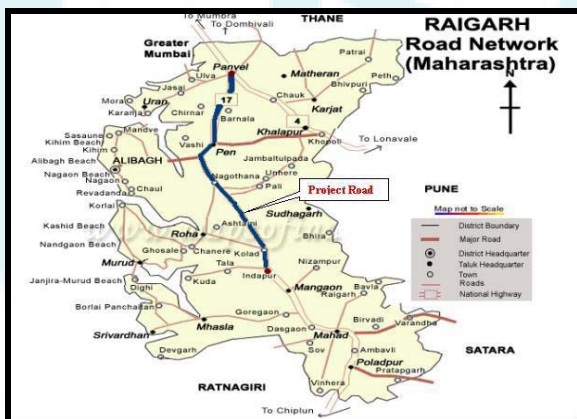 To Mumbra
To Dombivali
THANE
RAIGARH
Road Network
(Maharashtra)
Greater
Mumbai
Panvel
Ulva
Matheran
Patrai
Peth
Jasai
N
Mora
Uran
Chauk
Bhivpuri
17
Karanja
Chirnar
4
Karjat
Barnala
Sasaune
Mandve
Khalapur
Kihim Beach
Kihim
Vashi
Pen
Khopoli
To Lonavale
Alibagh Beach
ALIBAGH
Jambaltulpada
Nagaon Beach
Nagothana
Unhere
Nagaon
Chaul
Pali
Project Road
PUNE
Revadanda
Korlai
Sudhagarh
Map not to Scale
Kashid Beach
Ashtami
District Boundary
Major Road
Nandgaon Beach
Roha
Bhila
District Headquarter
Ghosale
Chanere
Kolad
Taluk Headquarter
Murud
Tala
Nizampur
Town
Janjira-Murud Beach
Indapur
Roads
Dighi
Kuda
Mangaon
Bavla
National Highway
Borlai Panchaitan
Raigarh
Goregaon
Birvadi
Varandha
Srivardhan
Mhasla
Dasgaon
Mahad
Devgarh
Sov
Ambavli
SATARA
Poladpur
Pratapgarh
RATNAGIRI
Vinhera
To Chiplun